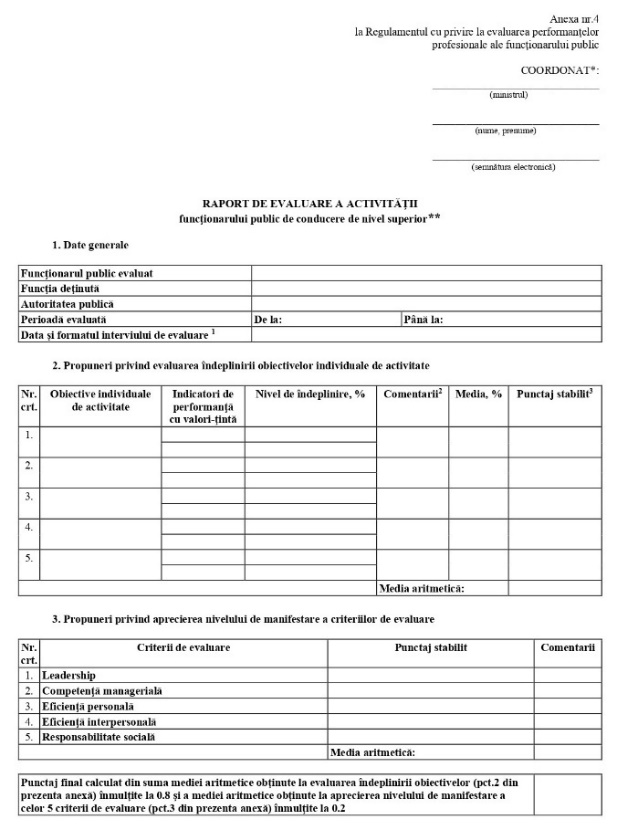 Anexa nr.4
la Regulamentul cu privire la evaluarea performanțelor
profesionale ale funcționarului public
COORDONAT*:
(ministrul)
(nume, prenume)
(semnătura electronică)
RAPORT DE EVALUARE A ACTIVITĂȚII
funcționarului public de conducere de nivel superior**
1. Date generale
Funcționarul public evaluat
Funcția deținută
Autoritatea publică
Perioadă evaluată De la: Până la:
Data și formatul interviului de evaluare 1
2. Propuneri privind evaluarea îndeplinirii obiectivelor individuale de activitate
Nr. Obiective individuale Indicatori de Nivel de îndeplinire, % Comentarii2 Media, % Punctaj stabilit3
crt. de activitate performanță
cu valori-țintă
1.
2.
3.
4.
5.
Media aritmetică:
3. Propuneri privind aprecierea nivelului de manifestare a criteriilor de evaluare
Nr. Criterii de evaluare Punctaj stabilit Comentarii
crt.
1. Leadership
2. Competență managerială
3. Eficiență personală
4. Eficiență interpersonală
5. Responsabilitate socială
Media aritmetică:
Punctaj final calculat din suma mediei aritmetice obținute la evaluarea îndeplinirii obiectivelor (pct.2 din
prezenta anexă) înmulțite la 0.8 și a mediei aritmetice obținute la aprecierea nivelului de manifestare a
celor 5 criterii de evaluare (pct.3 din prezenta anexă) înmulțite la 0.2